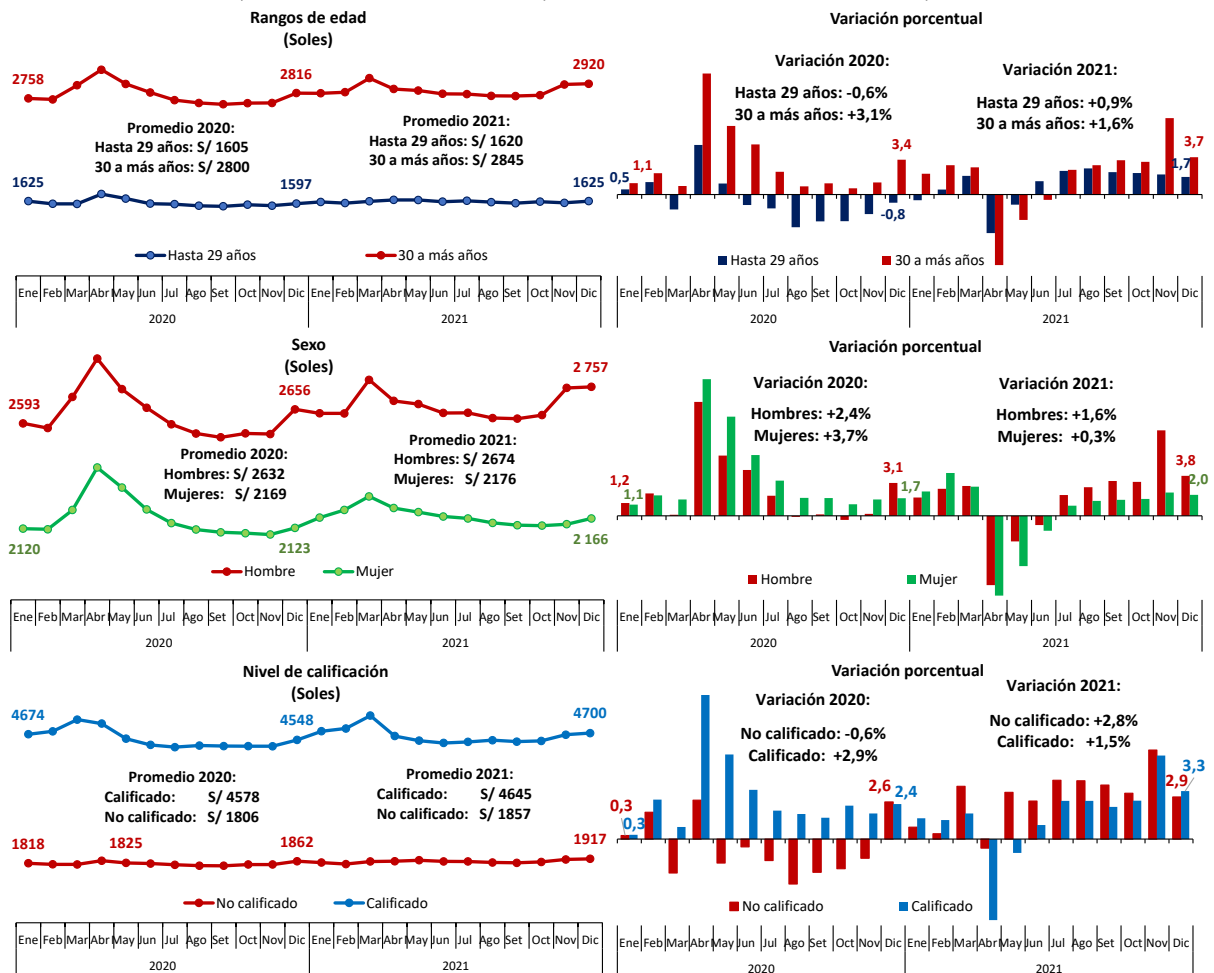 Rangos de edad
(Soles)
2758
2816
2920
Promedio 2020:
Hasta 29 años: S/ 1605
30 a más años: S/ 2800
Promedio 2021:
Hasta 29 años: S/ 1620
30 a más años: S/ 2845
1625
1597
1625
Hasta 29 años
30 a más años
Ene Feb Mar Abr May Jun Jul Ago Set Oct Nov Dic Ene Feb Mar Abr May Jun Jul Ago Set Oct Nov Dic
2020
2021
Variación porcentual
Variación 2020:
Hasta 29 años: -0,6%
30 a más años: +3,1%
Variación 2021:
Hasta 29 años: +0,9%
30 a más años: +1,6%
0,5
1,1
3,4
-0,8
3,7
1,7
Hasta 29 años
30 a más años
Ene Feb Mar Abr May Jun Jul Ago Set Oct Nov Dic Ene Feb Mar Abr May Jun Jul Ago Set Oct Nov Dic
2020
2021
Sexo
(Soles)
2593
2656
2 757
Promedio 2020:
Hombres: S/ 2632
Mujeres: S/ 2169
Promedio 2021:
Hombres: S/ 2674
Mujeres: S/ 2176
2120
2123
2 166
Hombre
Mujer
Ene Feb Mar Abr May Jun Jul Ago Set Oct Nov Dic Ene Feb Mar Abr May Jun Jul Ago Set Oct Nov Dic
2020
2021
Variación porcentual
Variación 2020:
Hombres: +2,4%
Mujeres: +3,7%
Variación 2021:
Hombres: +1,6%
Mujeres: +0,3%
1,2
1,1
3,1
1,7
3,8
2,0
Hombre
Mujer
Ene Feb Mar Abr May Jun Jul Ago Set Oct Nov Dic Ene Feb Mar Abr May Jun Jul Ago Set Oct Nov Dic
2020
2021
Nivel de calificación
(Soles)
4674
4548
4700
Promedio 2020:
Calificado: S/ 4578
No calificado: S/ 1806
Promedio 2021:
Calificado: S/ 4645
No calificado: S/ 1857
1818
1825
1862
1917
No calificado
Calificado
Ene Feb Mar Abr May Jun Jul Ago Set Oct Nov Dic Ene Feb Mar Abr May Jun Jul Ago Set Oct Nov Dic
2020
2021
Variación porcentual
Variación 2020:
No calificado: -0,6%
Calificado: +2,9%
Variación 2021:
No calificado: +2,8%
Calificado: +1,5%
0,3
0,3
2,6
2,4
2,9
3,3
No calificado
Calificado
Ene Feb Mar Abr May Jun Jul Ago Set Oct Nov Dic Ene Feb Mar Abr May Jun Jul Ago Set Oct Nov Dic
2020
2021